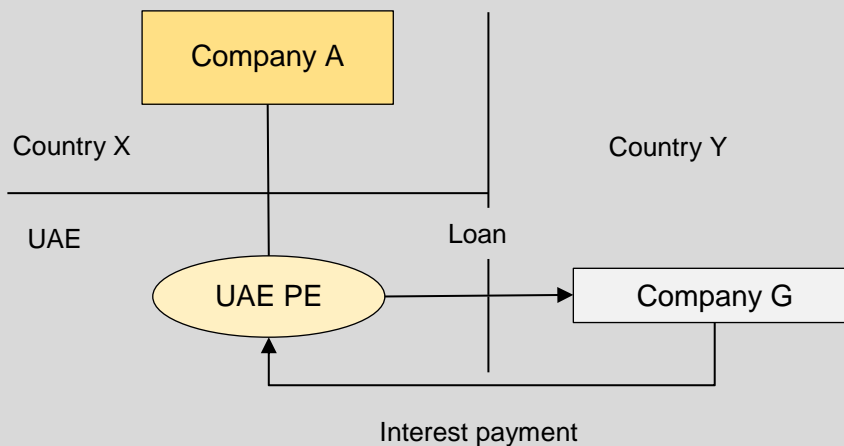 Company A
Country X
Country Y
UAE
Loan
UAE PE
Company G
Interest payment